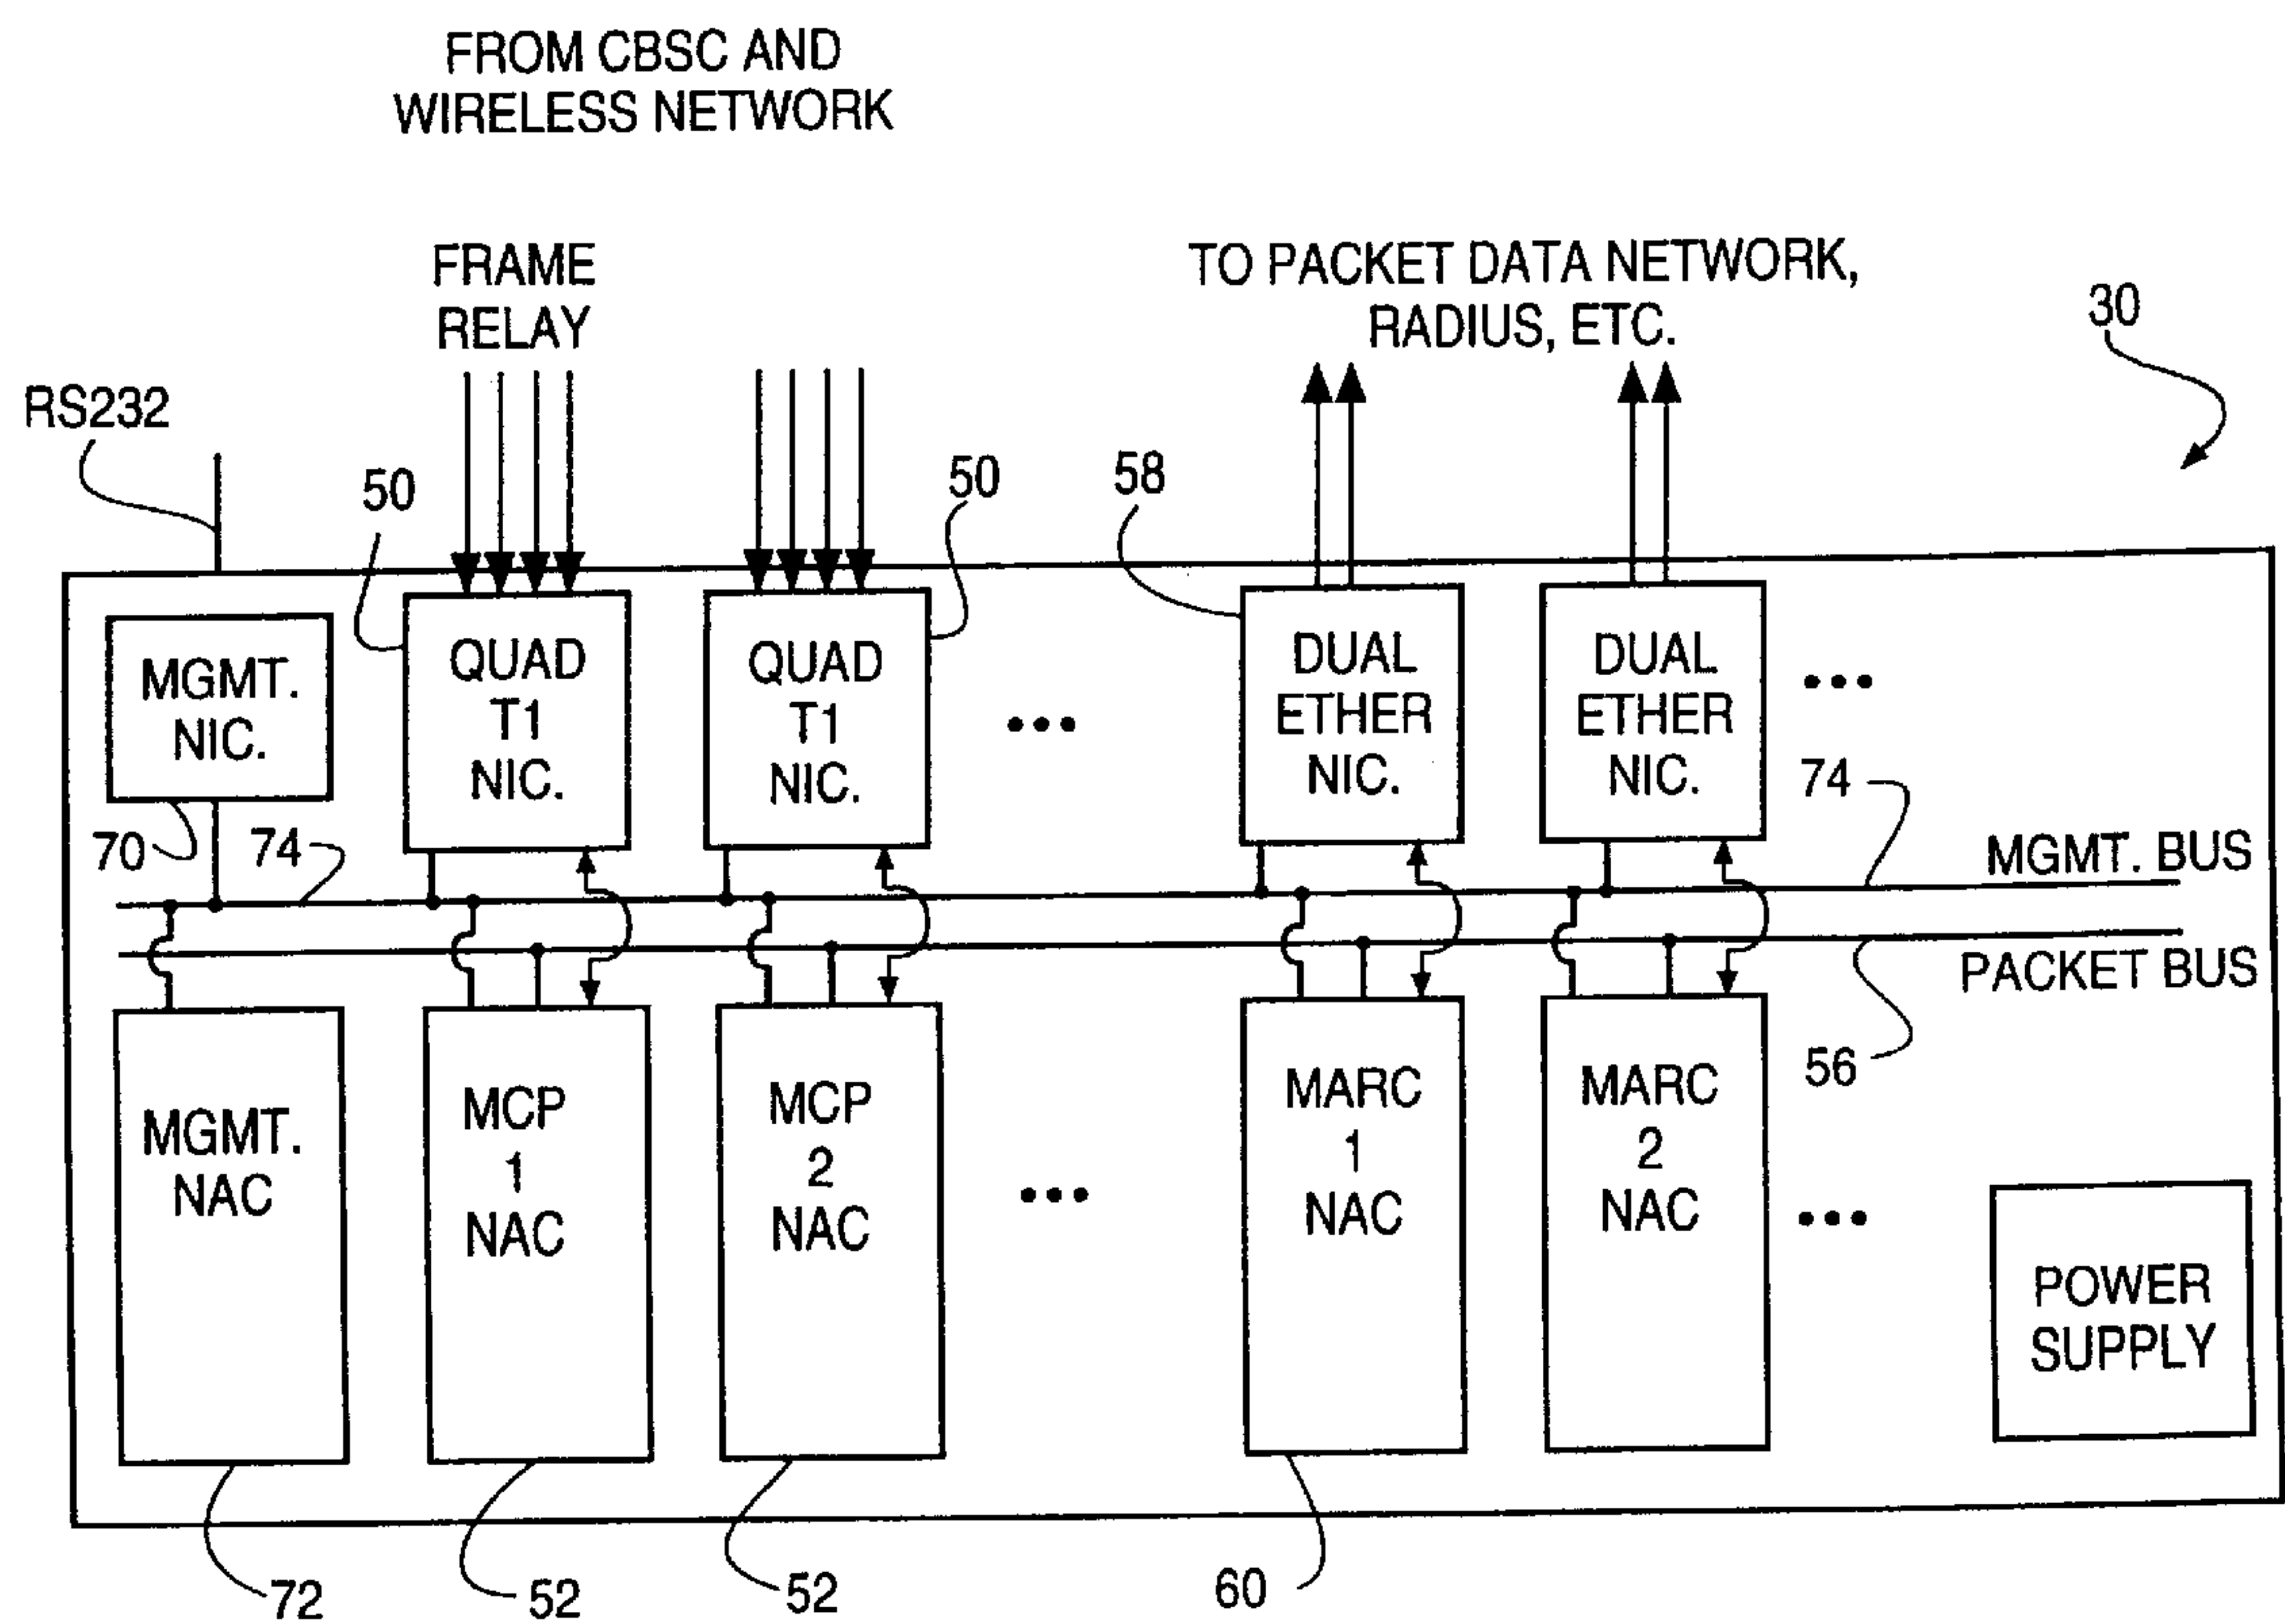 FROM CBSC AND
WIRELESS NETWORK
FRAME
RELAY
TO PACKET DATA NETWORK,
RADIUS, ETC.
30
RS232
50
50
58
MGMT.
NIC.
QUAD
T1
NIC.
QUAD
T1
NIC.
•••
DUAL
ETHER
NIC.
DUAL
ETHER
NIC.
•••
70
74
74
MGMT. BUS
PACKET BUS
56
MGMT.
NAC
MCP
1
NAC
MCP
2
NAC
•••
MARC
1
NAC
MARC
2
NAC
•••
POWER
SUPPLY
72
52
52
60